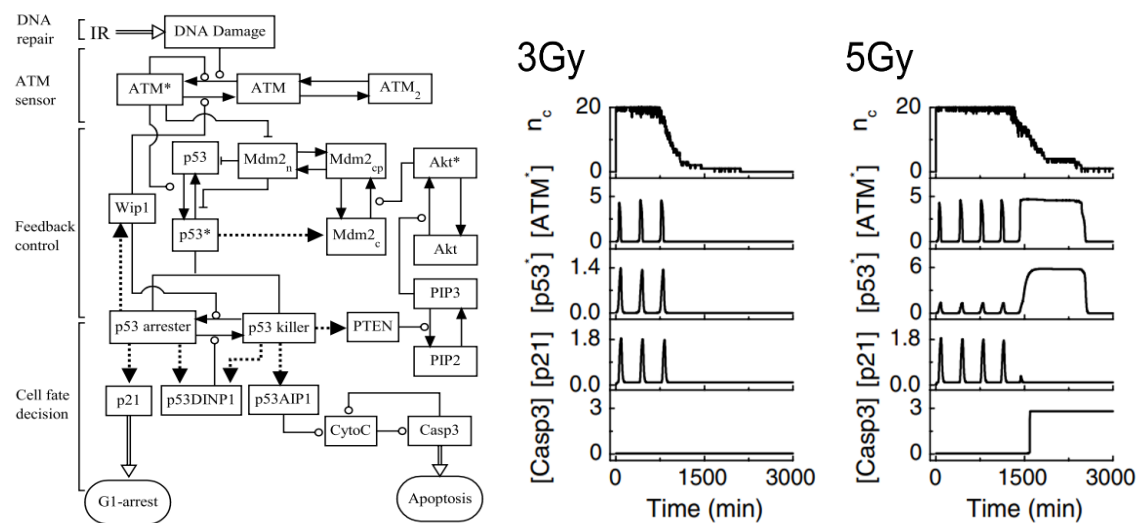 DNA
repair
IR
DNA Damage
ATM
sensor
ATM*
ATM
ATM2
Feedback
control
p53
Mdm2n
Mdm2cp
Akt*
Wip1
p53*
Mdm2c
Akt
PIP3
p53 arrester
p53 killer
PTEN
PIP2
Cell fate
decision
p21
p53DINP1
p53AIP1
CytoC
Casp3
G1-arrest
Apoptosis
3Gy
nc
20
0
[ATM*]
5
0
[p53*]
1.4
0.0
[p21]
1.8
0.0
[Casp3]
3
0
0
1500
3000
Time (min)
5Gy
nc
20
0
[ATM*]
5
0
[p53*]
6
0
[p21]
1.8
0.0
[Casp3]
3
0
0
1500
3000
Time (min)